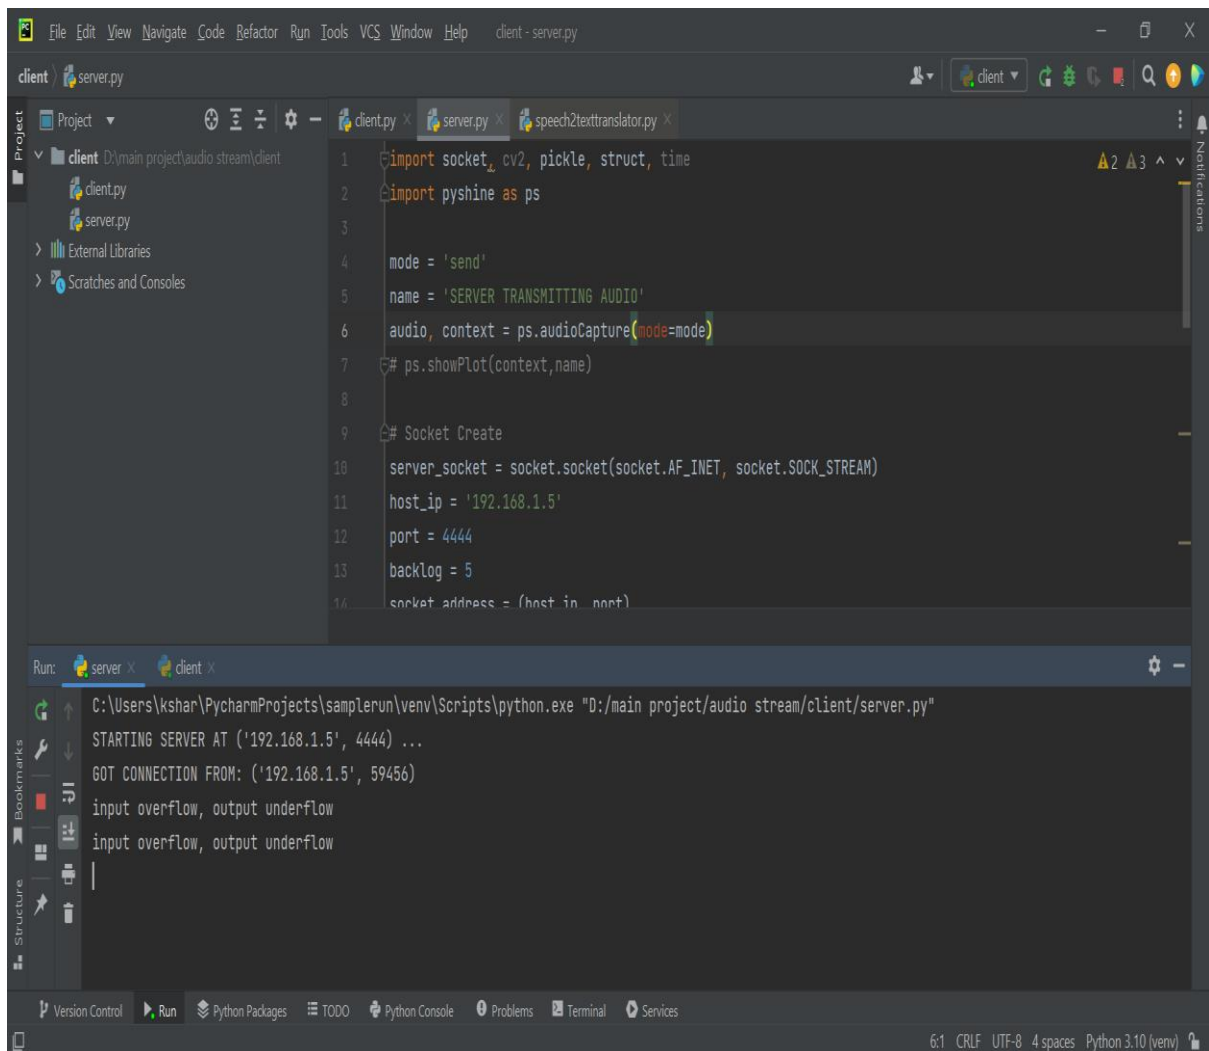 PC File Edit View Navigate Code Refactor Run Tools VCS Window Help client - server.py
client server.py client
Project
Project client.py server.py speech2texttranslator.py
client D:\main project\audio stream\client
client.py
server.py
External Libraries
Scratches and Consoles
1 import socket, cv2, pickle, struct, time
2 import pyshine as ps
3
4 mode = 'send'
5 name = 'SERVER TRANSMITTING AUDIO'
6 audio, context = ps.audioCapture(mode=mode)
7 # ps.showPlot(context,name)
8
9 # Socket Create
10 server_socket = socket.socket(socket.AF_INET, socket.SOCK_STREAM)
11 host_ip = '192.168.1.5'
12 port = 4444
13 backlog = 5
14 socket_address = (host_ip, port)
2 3
Notifications
Run: server client
C:\Users\kshar\PycharmProjects\samplerun\venv\Scripts\python.exe "D:/main project/audio stream/client/server.py"
STARTING SERVER AT ('192.168.1.5', 4444) ...
GOT CONNECTION FROM: ('192.168.1.5', 59456)
input overflow, output underflow
input overflow, output underflow
Bookmarks
Structure
Version Control Run Python Packages TODO Python Console Problems Terminal Services
6:1 CRLF UTF-8 4 spaces Python 3.10 (venv)